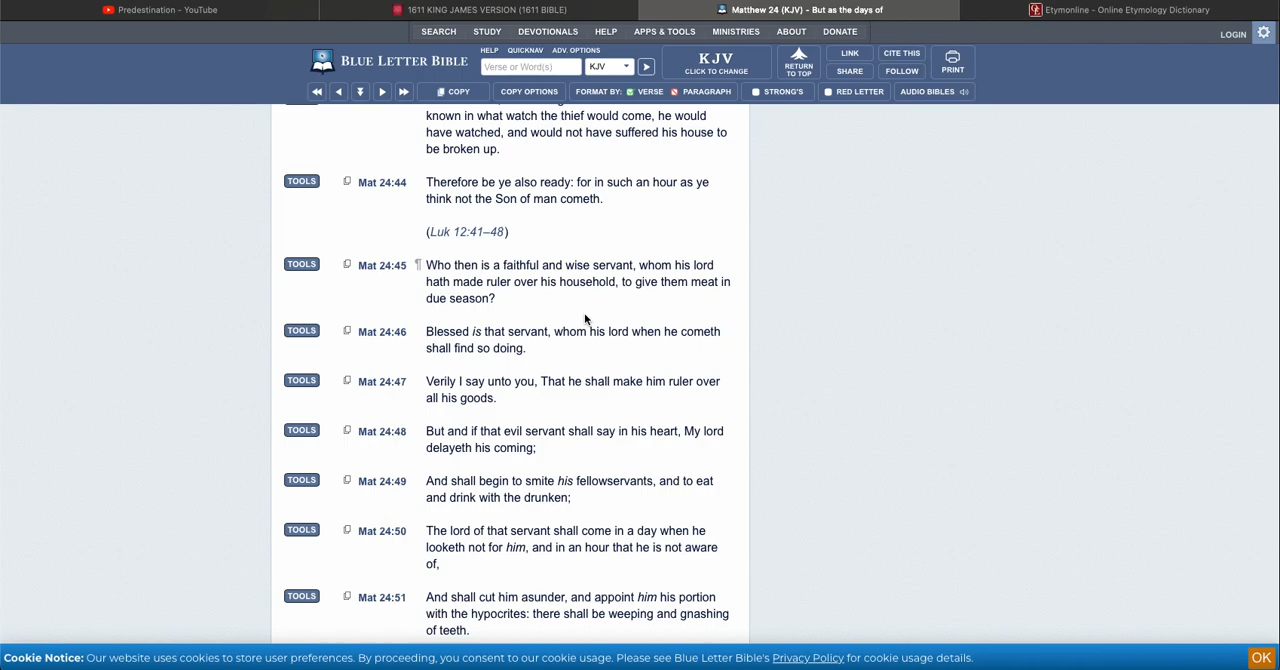 Predestination - YouTube
1611 KING JAMES VERSION (1611 BIBLE)
Matthew 24 (KJV) - But as the days of
Etymonline - Online Etymology Dictionary
SEARCH STUDY DEVOTIONALS HELP APPS & TOOLS MINISTRIES ABOUT DONATE
LOGIN
BLUE LETTER BIBLE
HELP QUICKNAV ADV. OPTIONS
Verse or Word(s)
KJV
KJV
CLICK TO CHANGE
RETURN
TO TOP
LINK
CITE THIS
SHARE
FOLLOW
PRINT
COPY
COPY OPTIONS
FORMAT BY: VERSE PARAGRAPH
STRONG'S
RED LETTER
AUDIO BIBLES
known in what watch the thief would come, he would
have watched, and would not have suffered his house to
be broken up.
TOOLS Mat 24:44 Therefore be ye also ready: for in such an hour as ye
think not the Son of man cometh.
(Luk 12:41–48)
TOOLS Mat 24:45 ¶ Who then is a faithful and wise servant, whom his lord
hath made ruler over his household, to give them meat in
due season?
TOOLS Mat 24:46 Blessed is that servant, whom his lord when he cometh
shall find so doing.
TOOLS Mat 24:47 Verily I say unto you, That he shall make him ruler over
all his goods.
TOOLS Mat 24:48 But and if that evil servant shall say in his heart, My lord
delayeth his coming;
TOOLS Mat 24:49 And shall begin to smite his fellowservants, and to eat
and drink with the drunken;
TOOLS Mat 24:50 The lord of that servant shall come in a day when he
looketh not for him, and in an hour that he is not aware
of,
TOOLS Mat 24:51 And shall cut him asunder, and appoint him his portion
with the hypocrites: there shall be weeping and gnashing
of teeth.
Cookie Notice: Our website uses cookies to store user preferences. By proceeding, you consent to our cookie usage. Please see Blue Letter Bible's Privacy Policy for cookie usage details.
OK